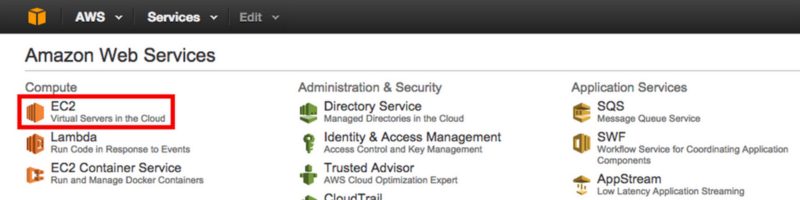 AWS Services Edit
Amazon Web Services
Compute
EC2
Virtual Servers in the Cloud
Lambda
Run Code in Response to Events
EC2 Container Service
Run and Manage Docker Containers
Administration & Security
Directory Service
Managed Directories in the Cloud
Identity & Access Management
Access Control and Key Management
Trusted Advisor
AWS Cloud Optimization Expert
CloudTrail
Application Services
SQS
Message Queue Service
SWF
Workflow Service for Coordinating Application
Components
AppStream
Low Latency Application Streaming